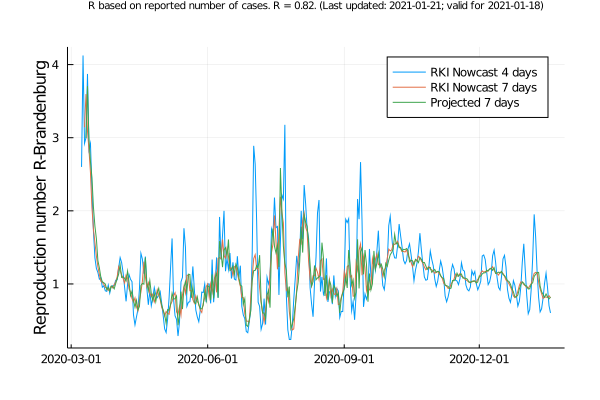 R based on reported number of cases. R = 0.82. (Last updated: 2021-01-21; valid for 2021-01-18)
Reproduction number R-Brandenburg
4
3
2
1
RKI Nowcast 4 days
RKI Nowcast 7 days
Projected 7 days
2020-03-01
2020-06-01
2020-09-01
2020-12-01